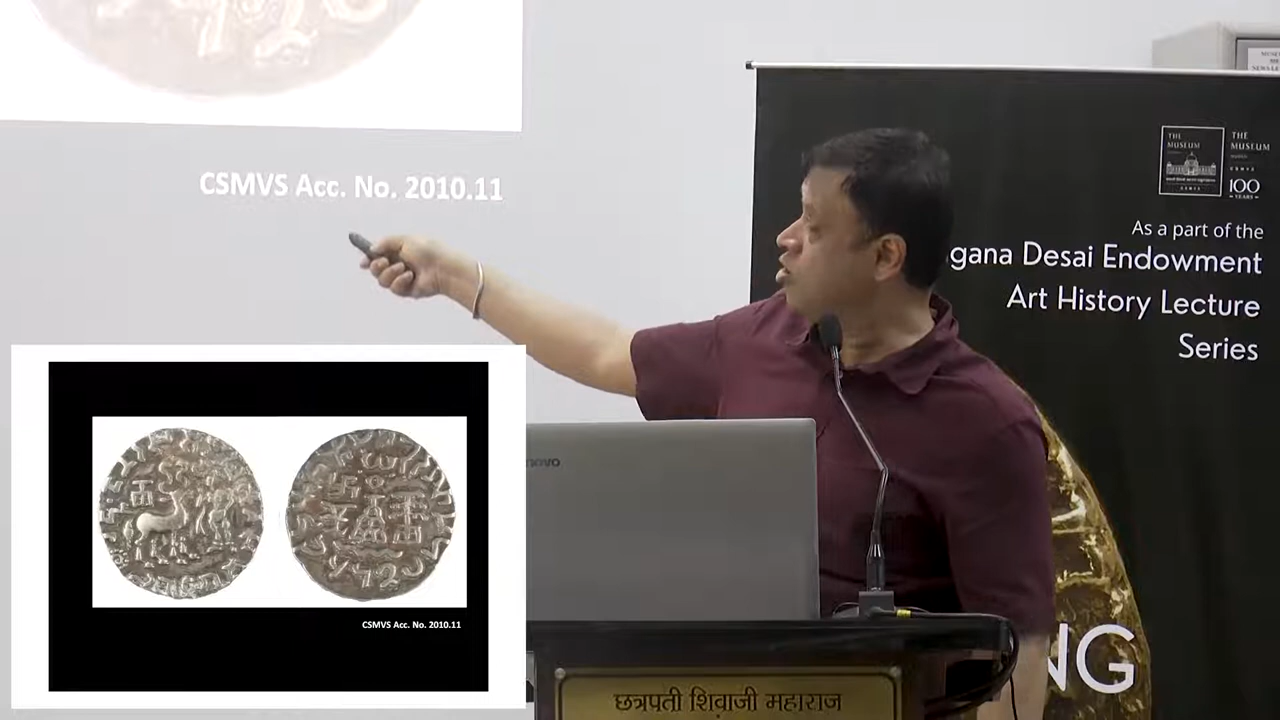 CSMVS Acc. No. 2010.11
THE
MUSEUM
THE
MUSEUM
100
YEARS
As a part of the
gana Desai Endowment
Art History Lecture
Series
CSMVS Acc. No. 2010.11
NG
छत्रपती शिवाजी महाराज